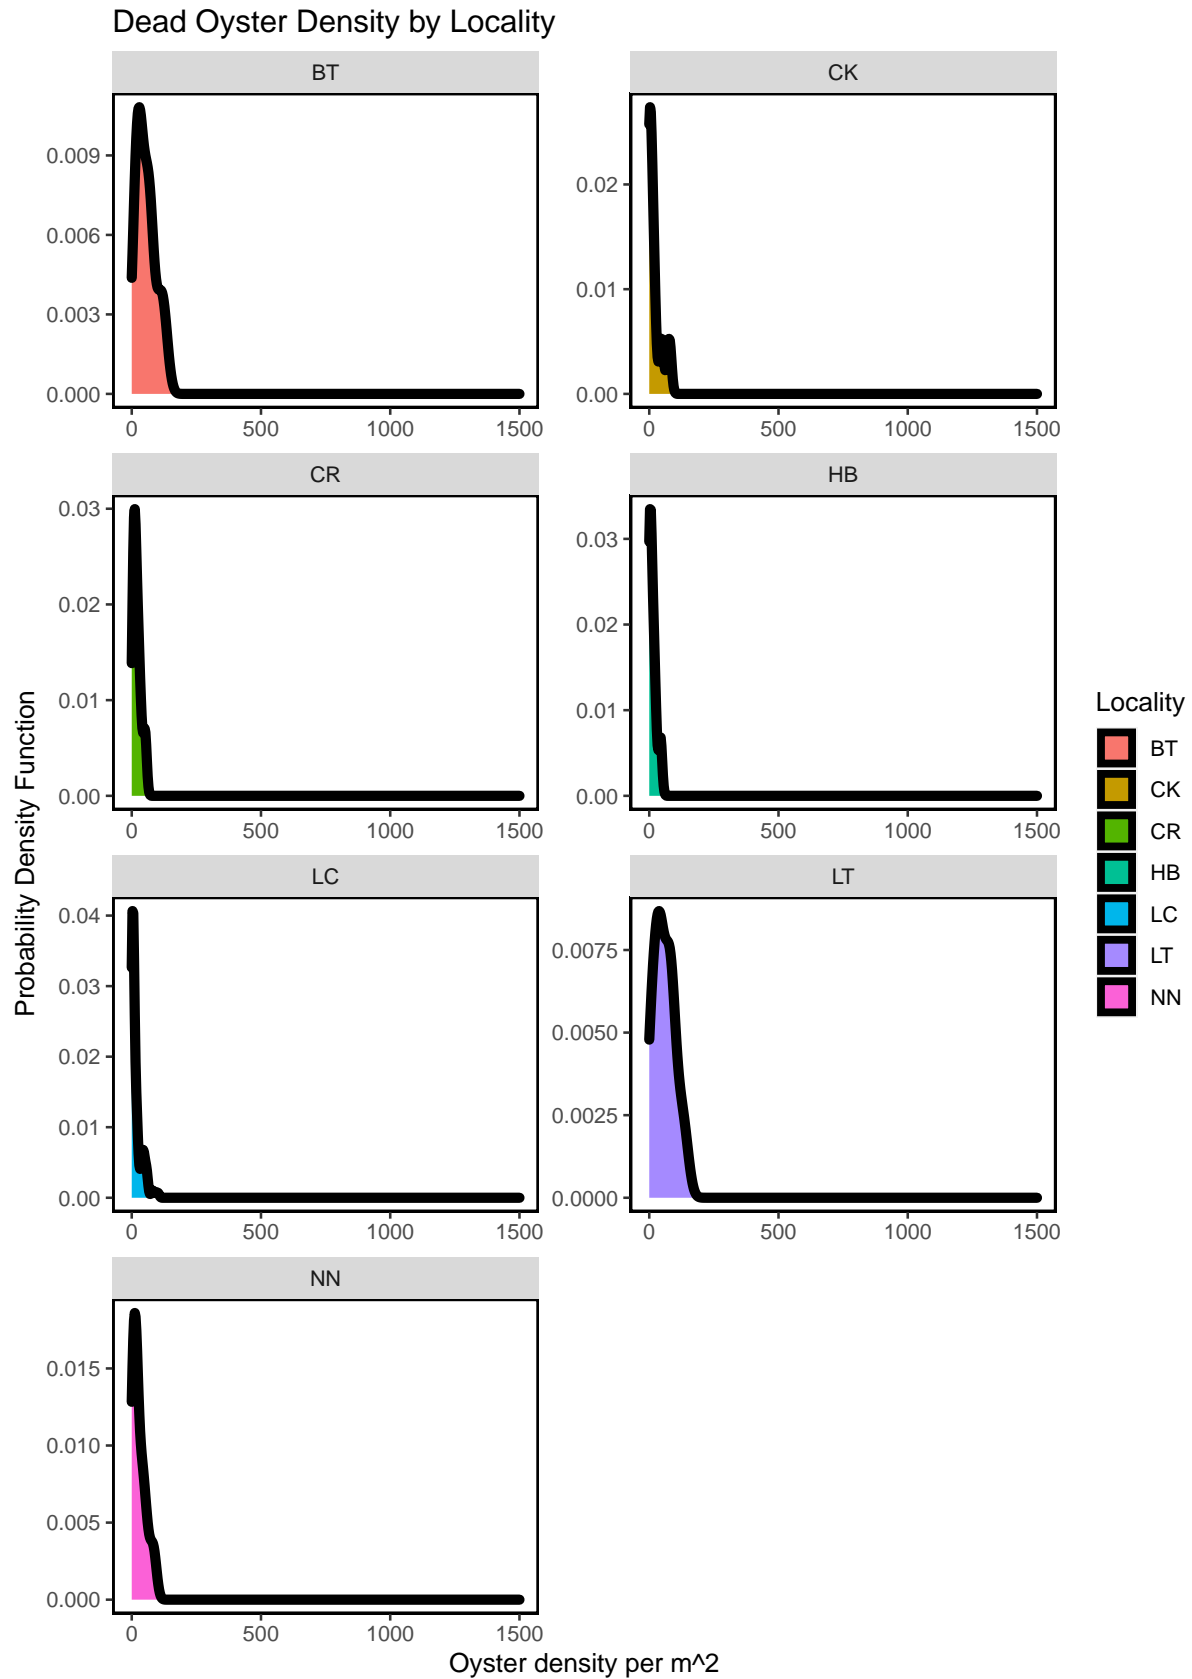 Dead Oyster Density by Locality
BT
0.009
0.006
0.003
0.000
0 500 1000 1500
CK
0.02
0.01
0.00
0 500 1000 1500
CR
0.03
0.02
0.01
0.00
0 500 1000 1500
HB
0.03
0.02
0.01
0.00
0 500 1000 1500
LC
0.04
0.03
0.02
0.01
0.00
0 500 1000 1500
LT
0.0075
0.0050
0.0025
0.0000
0 500 1000 1500
NN
0.015
0.010
0.005
0.000
0 500 1000 1500
Probability Density Function
Oyster density per m^2
Locality
BT
CK
CR
HB
LC
LT
NN